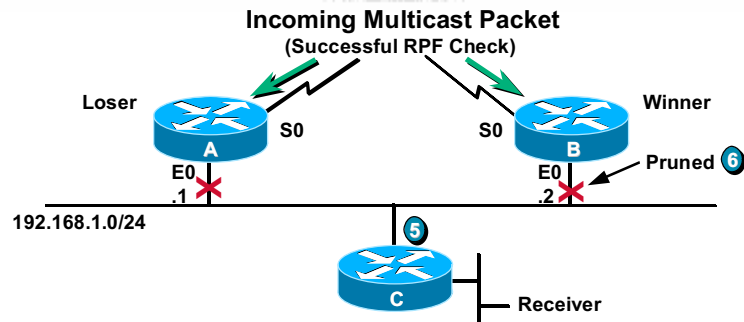 Incoming Multicast Packet
(Successful RPF Check)
Loser
Winner
S0
S0
A
B
E0
E0
Pruned 6
.1
.2
192.168.1.0/24
5
C
Receiver